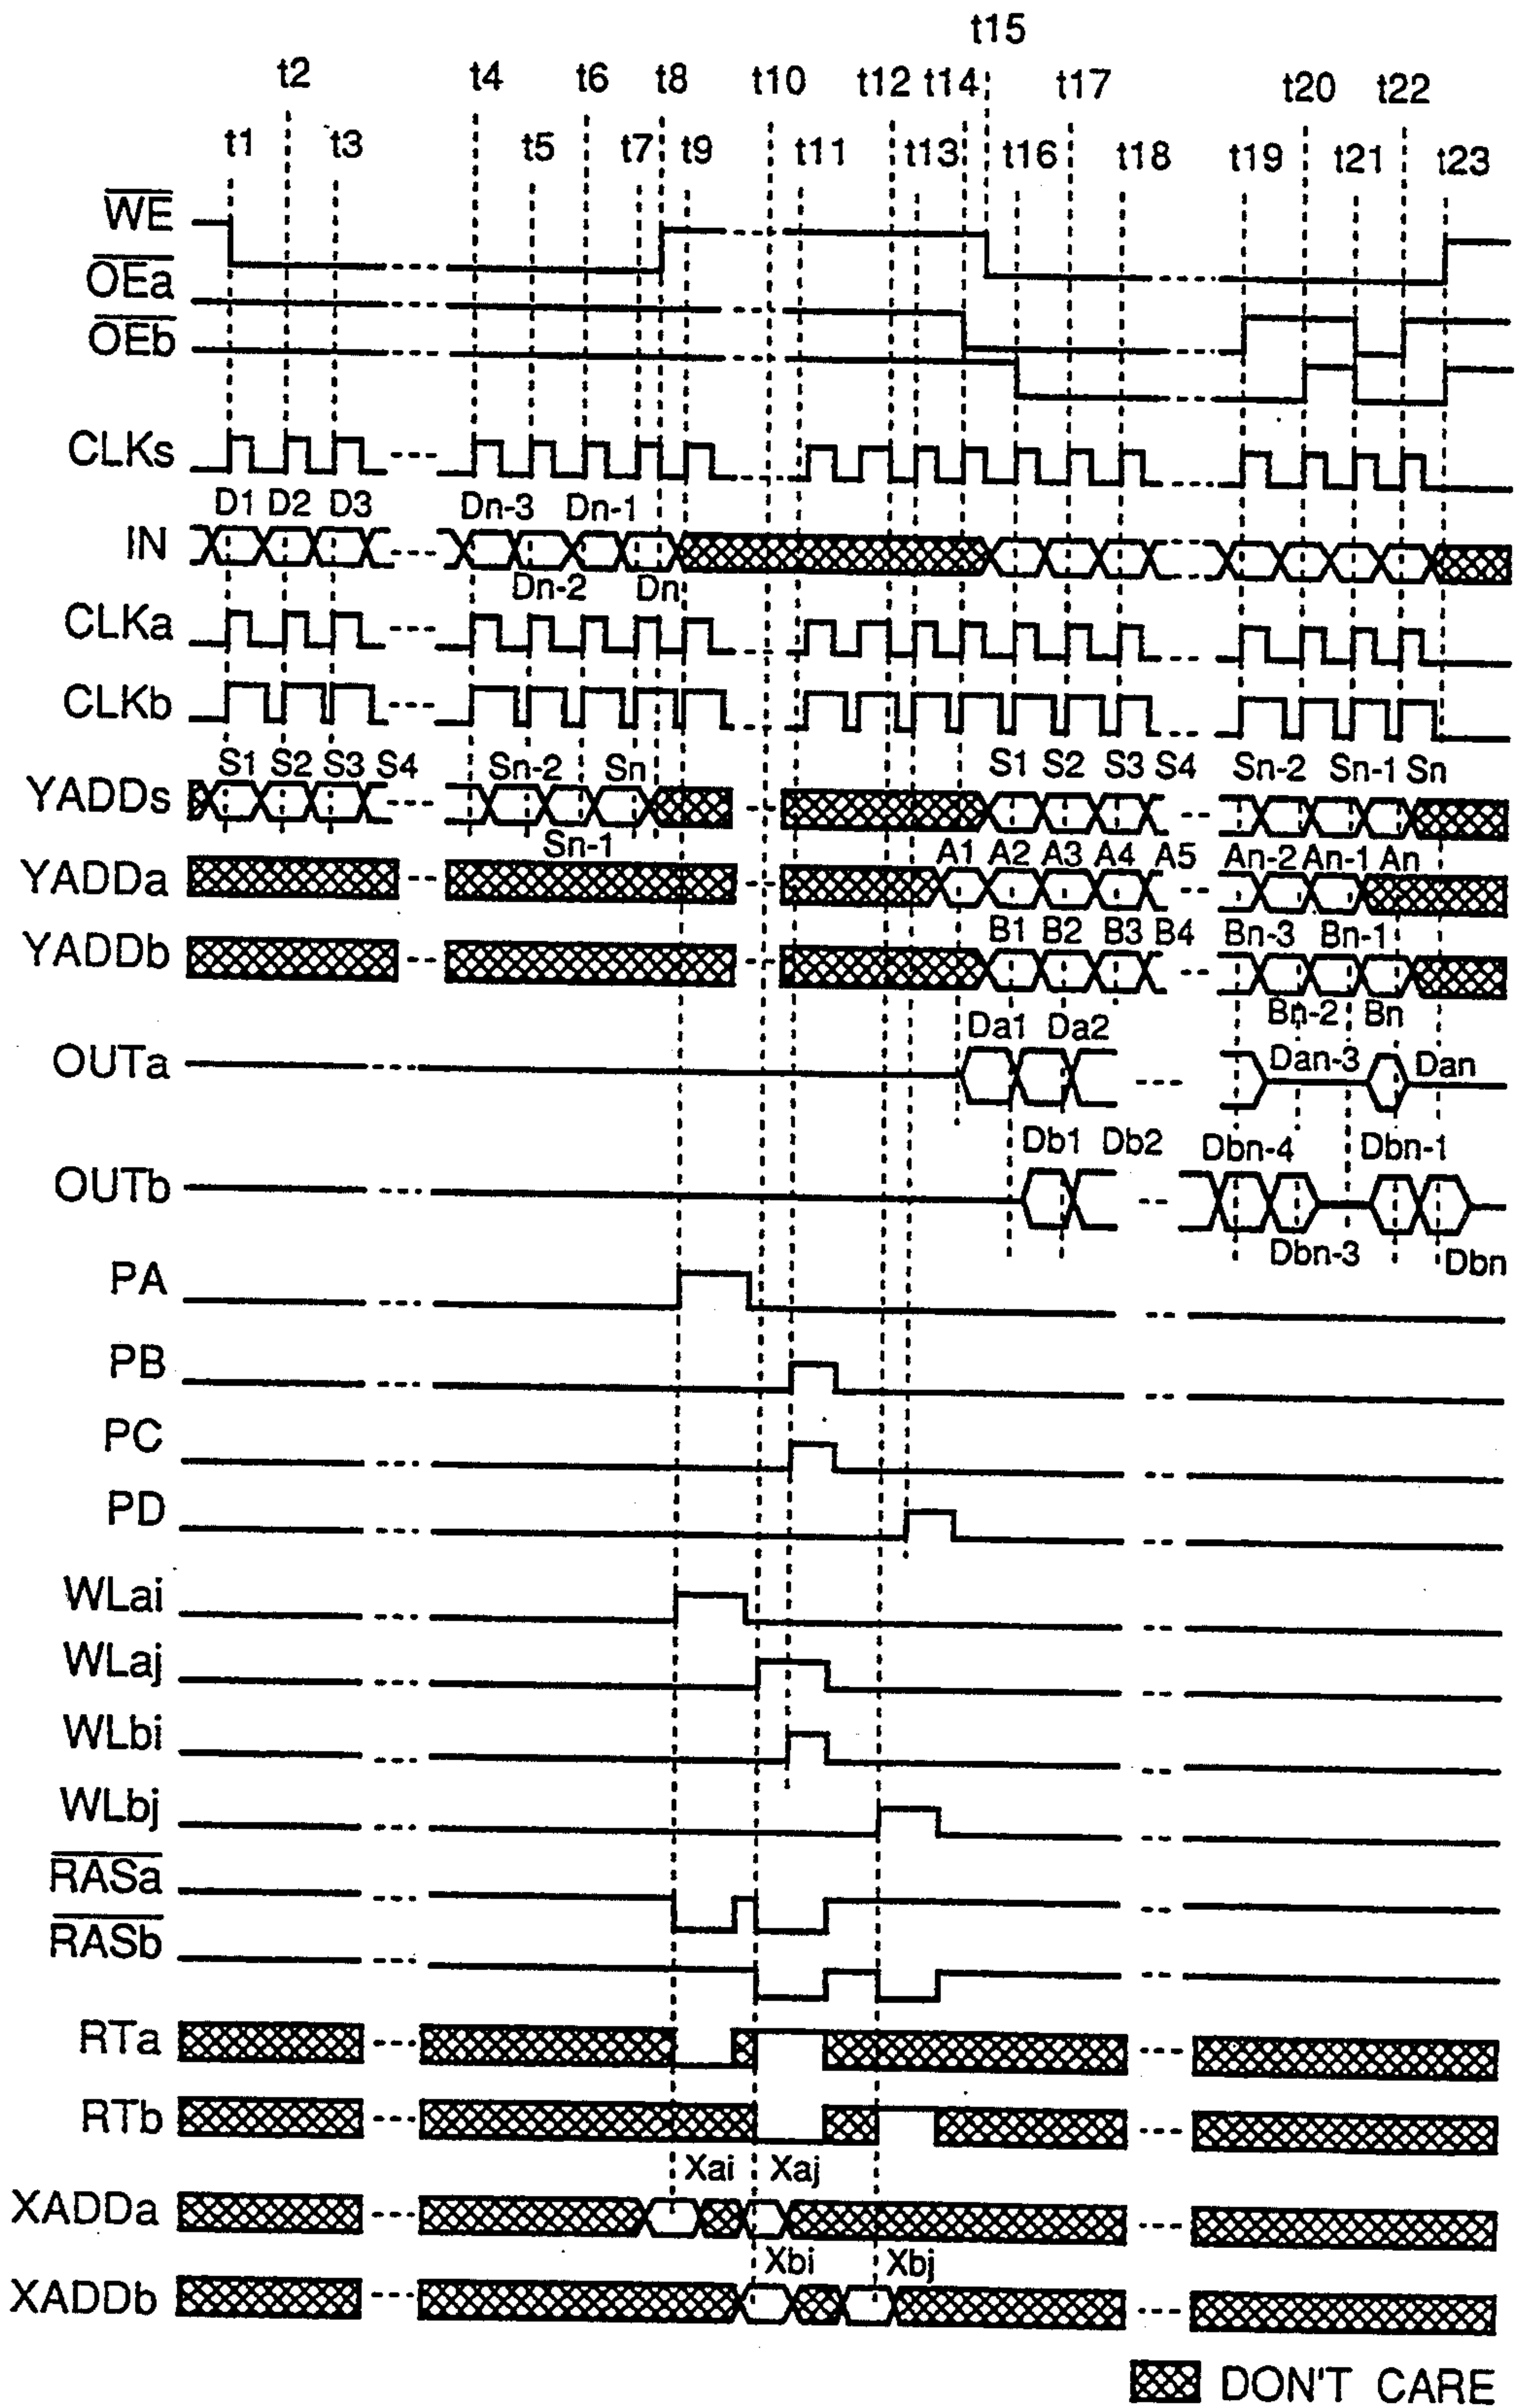 t15
t2 t4 t6 t8 t10 t12 t14 t17 t20 t22
t1 t3 t5 t7 t9 t11 t13 t16 t18 t19 t21 t23
W̅E̅
O̅E̅a̅
O̅E̅b̅
CLKs
D1 D2 D3 Dn-3 Dn-1
IN
Dn-2 Dn
CLKa
CLKb
S1 S2 S3 S4 Sn-2 Sn S1 S2 S3 S4 Sn-2 Sn-1 Sn
YADDs
Sn-1
A1 A2 A3 A4 A5 An-2 An-1 An
YADDa
B1 B2 B3 B4 Bn-3 Bn-1
YADDb
Bn-2 Bn
Da1 Da2
OUTa
Dan-3 Dan
Db1 Db2 Dbn-4 Dbn-1
OUTb
Dbn-3 Dbn
PA
PB
PC
PD
WLai
WLaj
WLbi
WLbj
R̅A̅S̅a̅
R̅A̅S̅b̅
RTa
RTb
Xai Xaj
XADDa
Xbi Xbj
XADDb
DON'T CARE